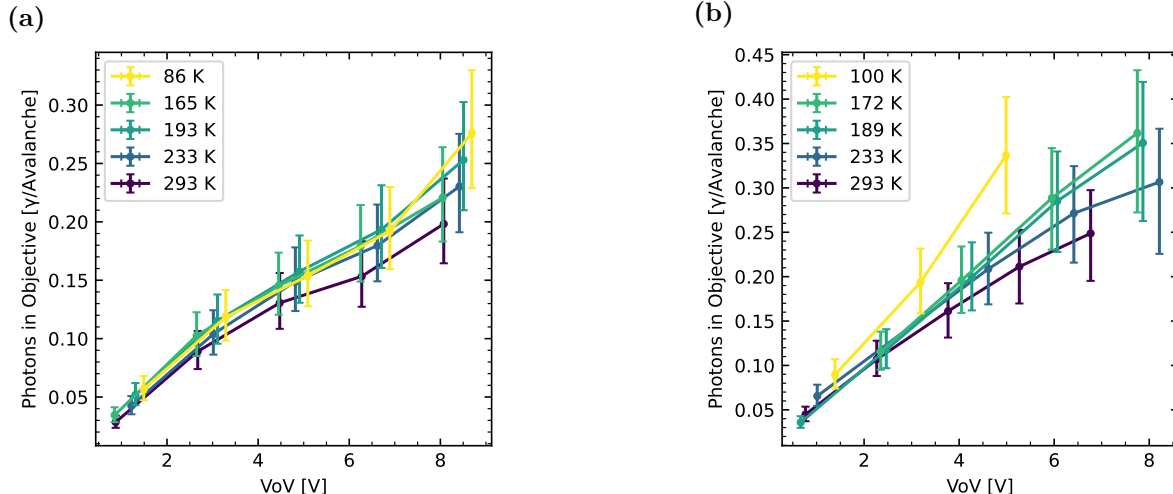 (a)
Photons in Objective [γ/Avalanche]
0.30
0.25
0.20
0.15
0.10
0.05
86 K
165 K
193 K
233 K
293 K
2 4 6 8
VoV [V]
(b)
Photons in Objective [γ/Avalanche]
0.45
0.40
0.35
0.30
0.25
0.20
0.15
0.10
0.05
100 K
172 K
189 K
233 K
293 K
2 4 6 8
VoV [V]